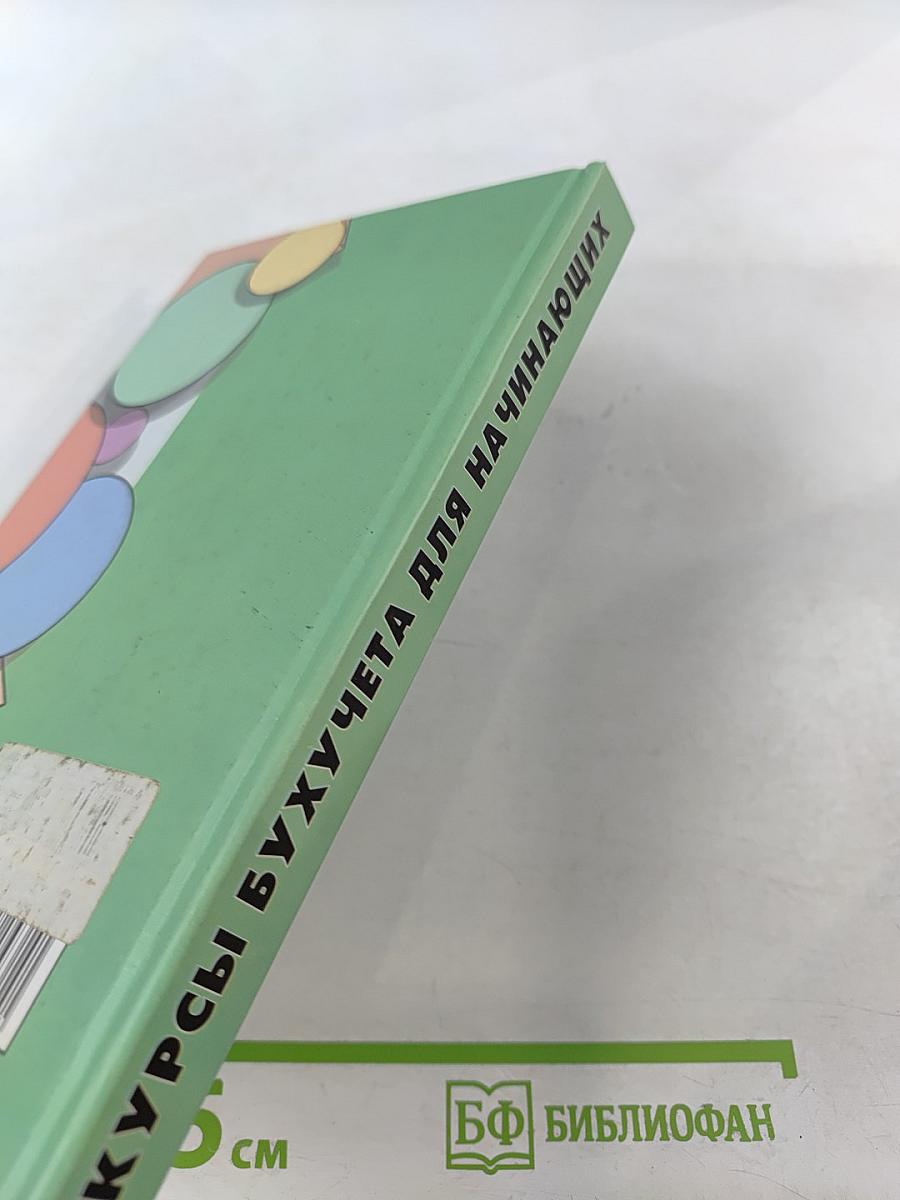 КУРСЫ БУХУЧЕТА ДЛЯ НАЧИНАЮЩИХ
см
БФ БИБЛИОФАН